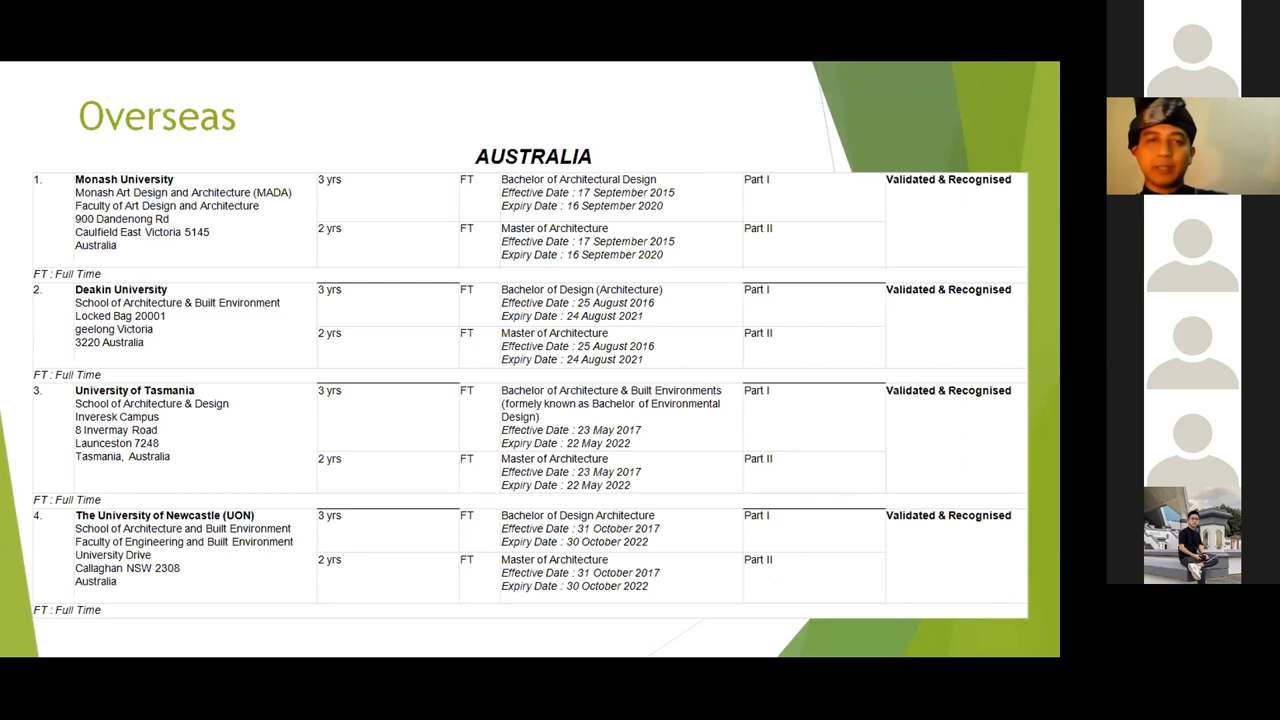 Overseas
AUSTRALIA
1. Monash University 3 yrs FT Bachelor of Architectural Design Part I Validated & Recognised
Monash Art Design and Architecture (MADA) Effective Date : 17 September 2015
Faculty of Art Design and Architecture Expiry Date : 16 September 2020
900 Dandenong Rd
Caulfield East Victoria 5145 2 yrs FT Master of Architecture Part II
Australia Effective Date : 17 September 2015
Expiry Date : 16 September 2020
FT : Full Time
2. Deakin University 3 yrs FT Bachelor of Design (Architecture) Part I Validated & Recognised
School of Architecture & Built Environment Effective Date : 25 August 2016
Locked Bag 20001 Expiry Date : 24 August 2021
geelong Victoria 2 yrs FT Master of Architecture Part II
3220 Australia Effective Date : 25 August 2016
Expiry Date : 24 August 2021
FT : Full Time
3. University of Tasmania 3 yrs FT Bachelor of Architecture & Built Environments Part I Validated & Recognised
School of Architecture & Design (formely known as Bachelor of Environmental
Inveresk Campus Design)
8 Invermay Road Effective Date : 23 May 2017
Launceston 7248 Expiry Date : 22 May 2022
Tasmania, Australia 2 yrs FT Master of Architecture Part II
Effective Date : 23 May 2017
Expiry Date : 22 May 2022
FT : Full Time
4. The University of Newcastle (UON) 3 yrs FT Bachelor of Design Architecture Part I Validated & Recognised
School of Architecture and Built Environment Effective Date : 31 October 2017
Faculty of Engineering and Built Environment Expiry Date : 30 October 2022
University Drive 2 yrs FT Master of Architecture Part II
Callaghan NSW 2308 Effective Date : 31 October 2017
Australia Expiry Date : 30 October 2022
FT : Full Time